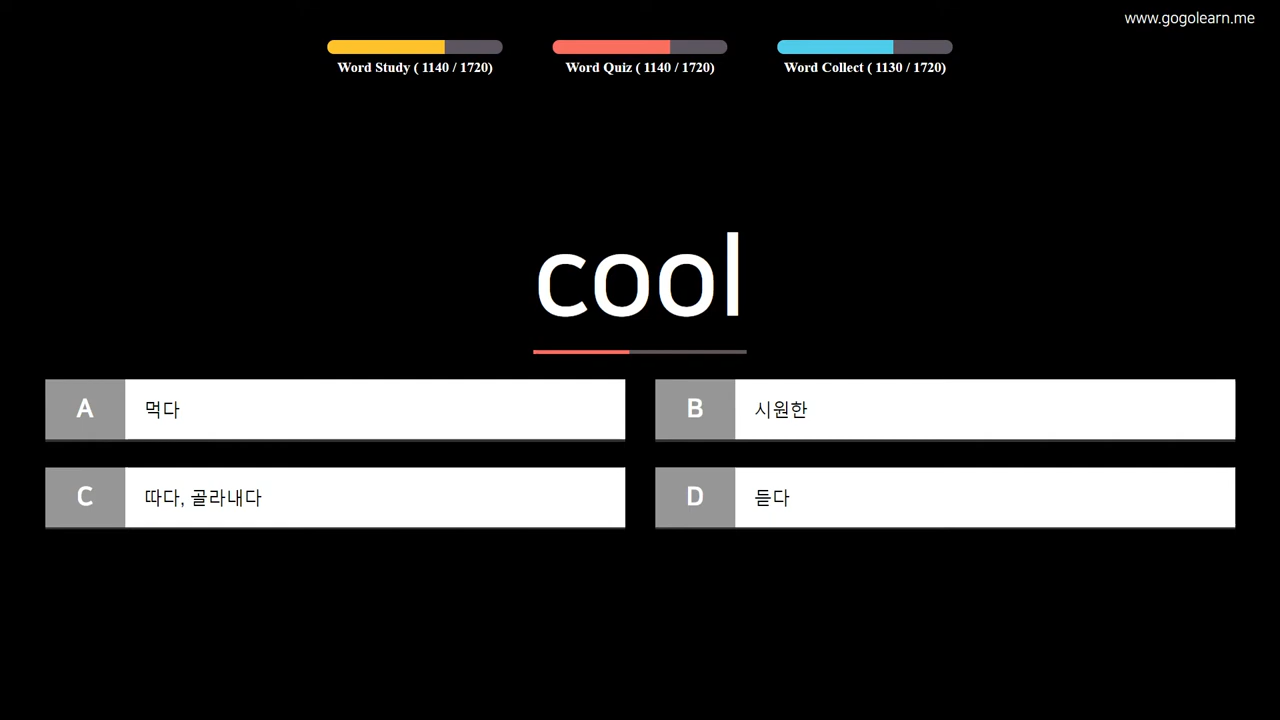 www.gogolearn.me
Word Study ( 1140 / 1720)
Word Quiz ( 1140 / 1720)
Word Collect ( 1130 / 1720)
cool
A 먹다
B 시원한
C 따다, 골라내다
D 듣다